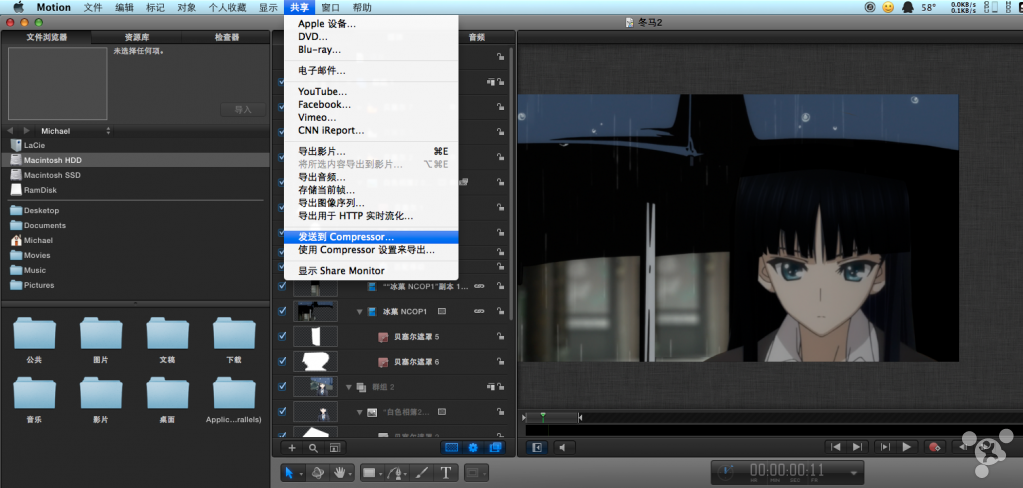 Motion 文件 编辑 标记 对象 个人收藏 显示 共享 窗口 帮助 58° 0.0KB/s 0.1KB/s
冬马2
文件浏览器 资源库 检查器
未选择任何项。
导入
Michael
LaCie
Macintosh HDD
Macintosh SSD
RamDisk
Desketop
Documents
Michael
Movies
Music
Pictures
公共 图片 文稿 下载
音乐 影片 桌面 Applic...rallels)
音频
Apple 设备...
DVD...
Blu-ray...
电子邮件...
YouTube...
Facebook...
Vimeo...
CNN iReport...
导出影片... ⌘E
将所选内容导出到影片... ⌥⌘E
导出音频...
存储当前帧...
导出图像序列...
导出用于 HTTP 实时流化...
发送到 Compressor...
使用 Compressor 设置来导出...
显示 Share Monitor
"“冰菓 NCOP1”副本 1...
冰菓 NCOP1
贝塞尔遮罩 5
贝塞尔遮罩 6
群组 2
"白色相簿2...
贝塞尔遮罩
T
00:00:00:11
HR MIN SEC FR